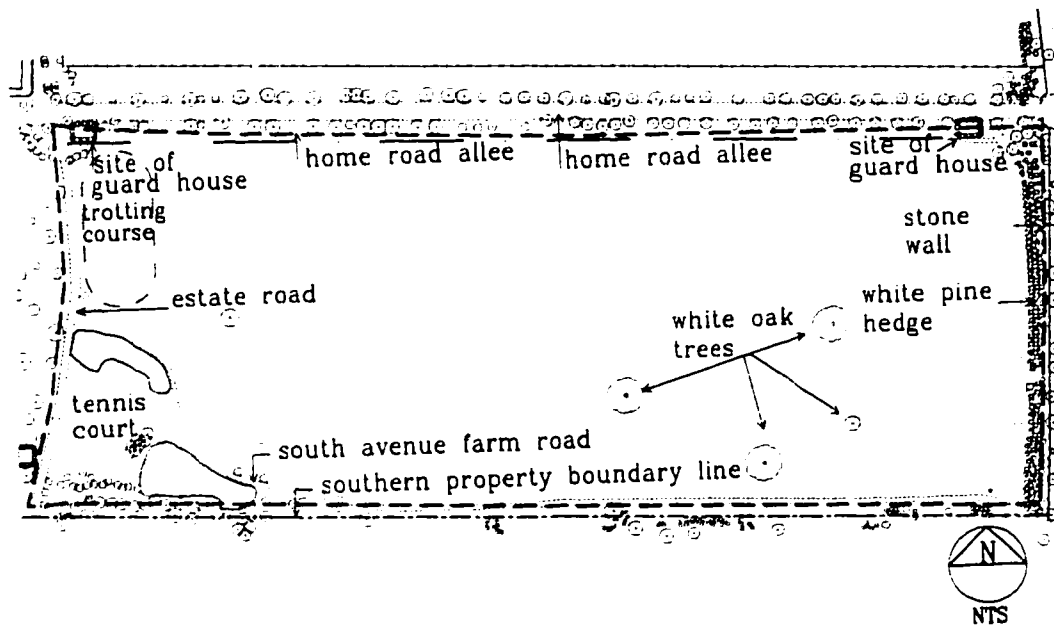 home road allee
home road allee
site of
guard house
site of
guard house
trotting
course
stone
wall
estate road
white pine
hedge
white oak
trees
tennis
court
south avenue farm road
southern property boundary line
N
NTS